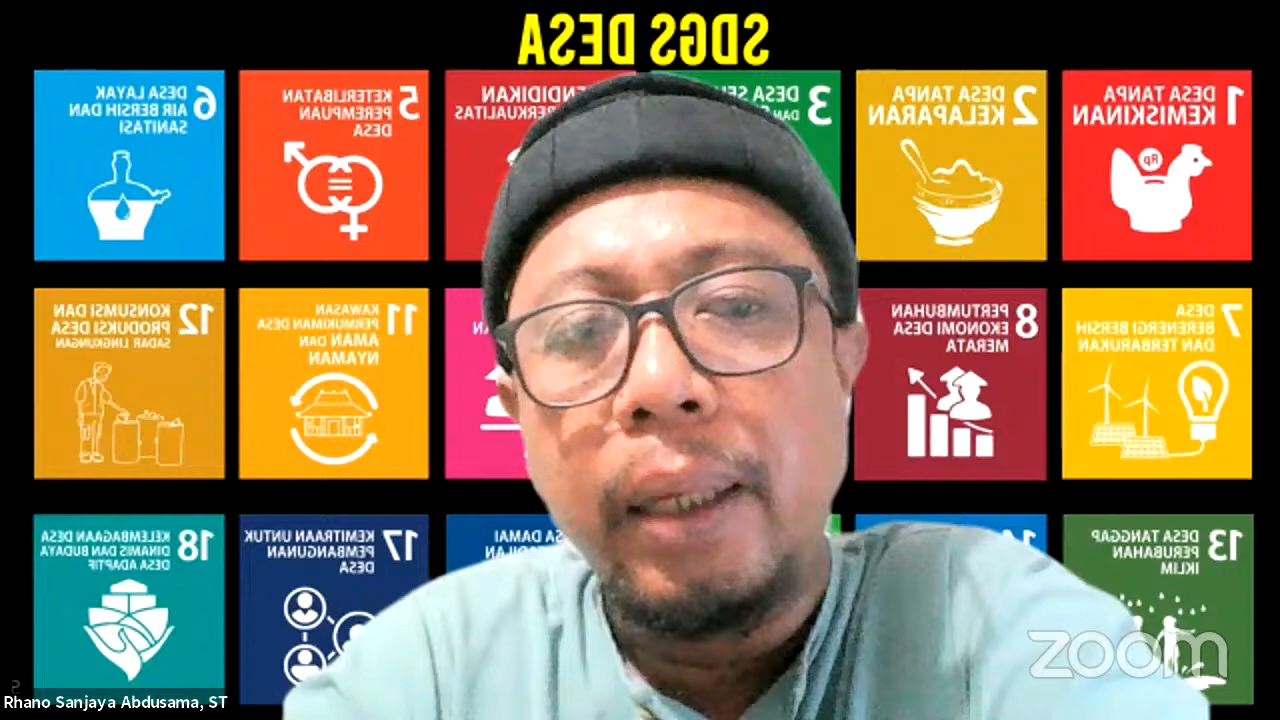 SDGS DESA
6 DESA LAYAK
AIR BERSIH DAN
SANITASI
5 KETERLIBATAN
PEREMPUAN
DESA
3 DESA
DAN
2 DESA TANPA
KELAPARAN
1 DESA TANPA
KEMISKINAN
Rp
12 KONSUMSI DAN
PRODUKSI DESA
SADAR LINGKUNGAN
11 KAWASAN
PERMUKIMAN DESA
AMAN DAN
NYAMAN
8 PERTUMBUHAN
EKONOMI DESA
MERATA
7 DESA
BERENERGI BERSIH
DAN TERBARUKAN
18 KELEMBAGAAN DESA
DINAMIS DAN BUDAYA
DESA ADAPTIF
17 KEMITRAAN UNTUK
PEMBANGUNAN
DESA
DAMAI
14
13 DESA TANGGAP
PERUBAHAN
IKLIM
zoom
Rhano Sanjaya Abdusama, ST